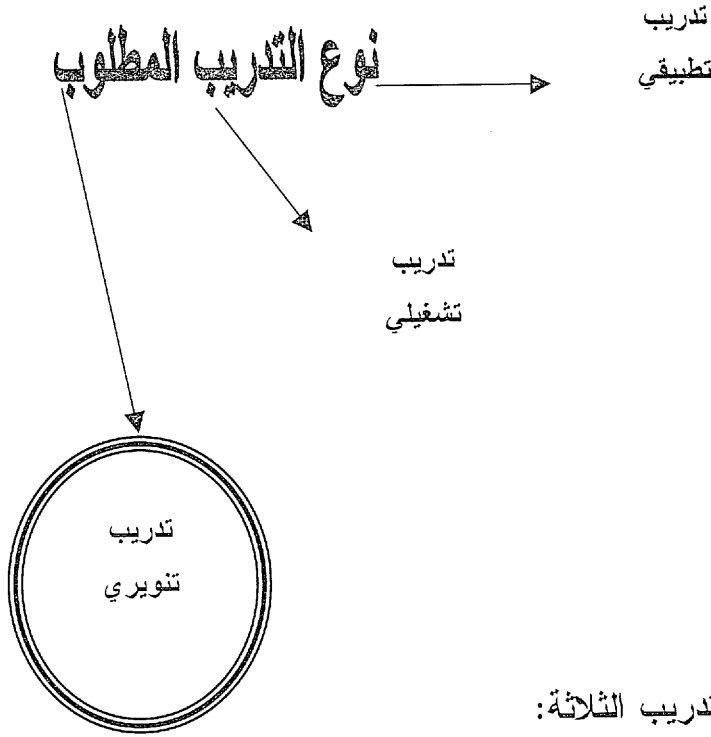 نوع التدريب المطلوب
تدريب
تطبيقي
تدريب
تشغيلي
تدريب
تنويري
تدريب الثلاثة: